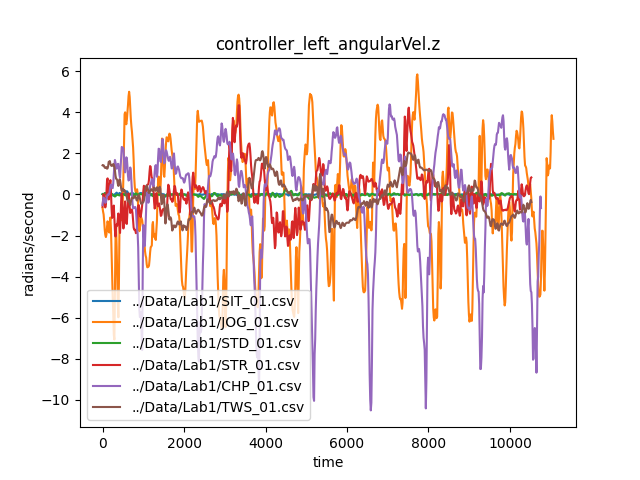 controller_left_angularVel.z
radians/second
6
4
2
0
−2
−4
−6
−8
−10
../Data/Lab1/SIT_01.csv
../Data/Lab1/JOG_01.csv
../Data/Lab1/STD_01.csv
../Data/Lab1/STR_01.csv
../Data/Lab1/CHP_01.csv
../Data/Lab1/TWS_01.csv
0 2000 4000 6000 8000 10000
time